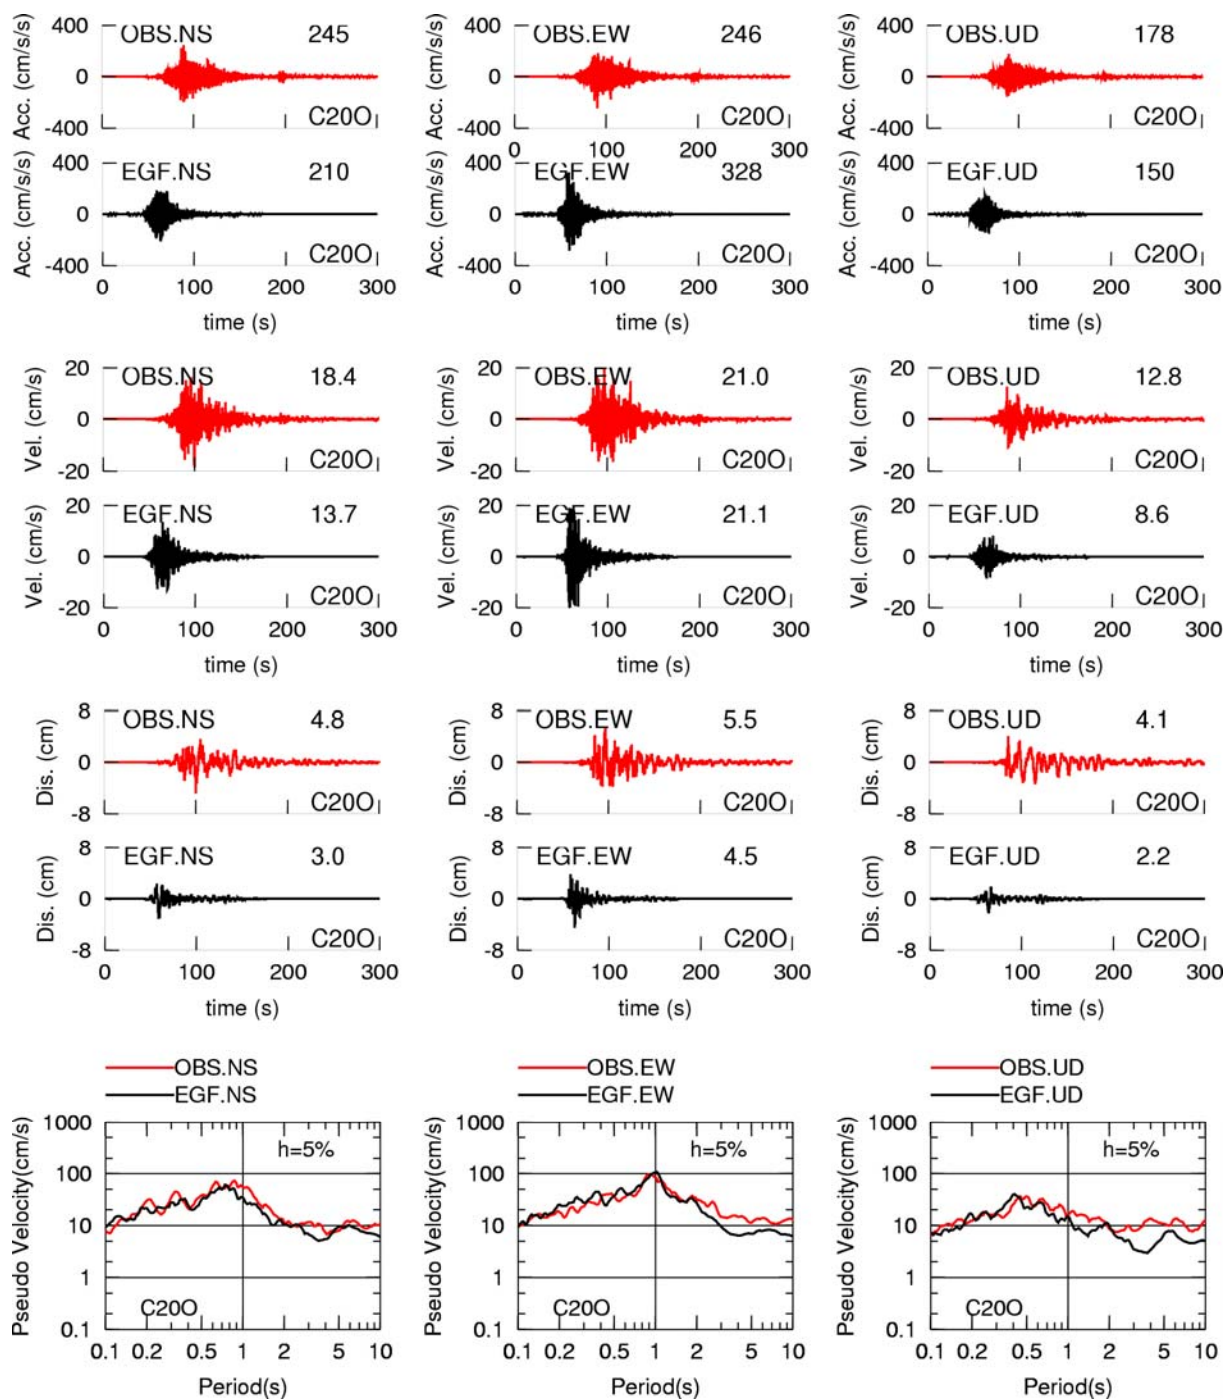 400 OBS.NS 245
Acc. (cm/s/s/s)
0
-400 C20O
400 EGF.NS 210
Acc. (cm/s/s/s)
0
-400 C20O
0 100 200 300
time (s)
400 OBS.EW 246
Acc. (cm/s/s/s)
0
-400 C20O
0 100 200 300
400 EGF.EW 328
Acc. (cm/s/s/s)
0
-400 C20O
0 100 200 300
time (s)
400 OBS.UD 178
Acc. (cm/s/s/s)
0
-400 C20O
400 EGF.UD 150
Acc. (cm/s/s/s)
0
-400 C20O
0 100 200 300
time (s)
20 OBS.NS 18.4
Vel. (cm/s)
0
-20 C20O
20 EGF.NS 13.7
Vel. (cm/s)
0
-20 C20O
0 100 200 300
time (s)
20 OBS.EW 21.0
Vel. (cm/s)
0
-20 C20O
20 EGF.EW 21.1
Vel. (cm/s)
0
-20 C20O
0 100 200 300
time (s)
20 OBS.UD 12.8
Vel. (cm/s)
0
-20 C20O
20 EGF.UD 8.6
Vel. (cm/s)
0
-20 C20O
0 100 200 300
time (s)
8 OBS.NS 4.8
Dis. (cm)
0
-8 C20O
8 EGF.NS 3.0
Dis. (cm)
0
-8 C20O
0 100 200 300
time (s)
8 OBS.EW 5.5
Dis. (cm)
0
-8 C20O
8 EGF.EW 4.5
Dis. (cm)
0
-8 C20O
0 100 200 300
time (s)
8 OBS.UD 4.1
Dis. (cm)
0
-8 C20O
8 EGF.UD 2.2
Dis. (cm)
0
-8 C20O
0 100 200 300
time (s)
OBS.NS
EGF.NS
Pseudo Velocity(cm/s)
1000
h=5%
100
10
1
C20O
0.1
0.1 0.2 0.5 1 2 5 10
Period(s)
OBS.EW
EGF.EW
Pseudo Velocity(cm/s)
1000
h=5%
100
10
1
C20O
0.1
0.1 0.2 0.5 1 2 5 10
Period(s)
OBS.UD
EGF.UD
Pseudo Velocity(cm/s)
1000
h=5%
100
10
1
C20O
0.1
0.1 0.2 0.5 1 2 5 10
Period(s)